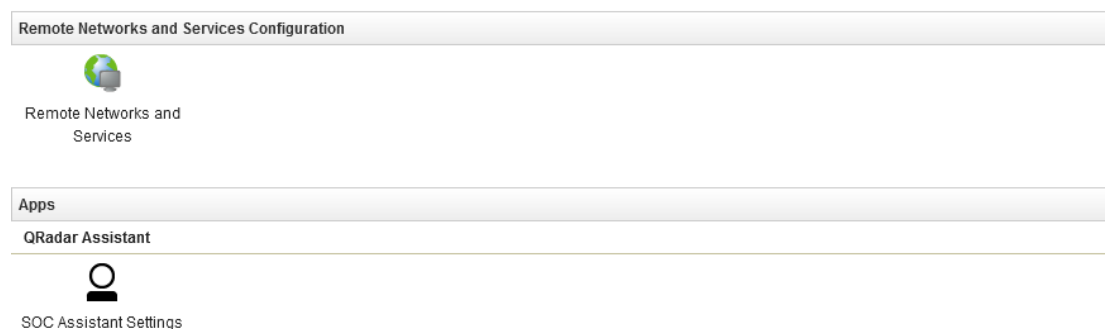 Remote Networks and Services Configuration
Remote Networks and
Services
Apps
QRadar Assistant
SOC Assistant Settings